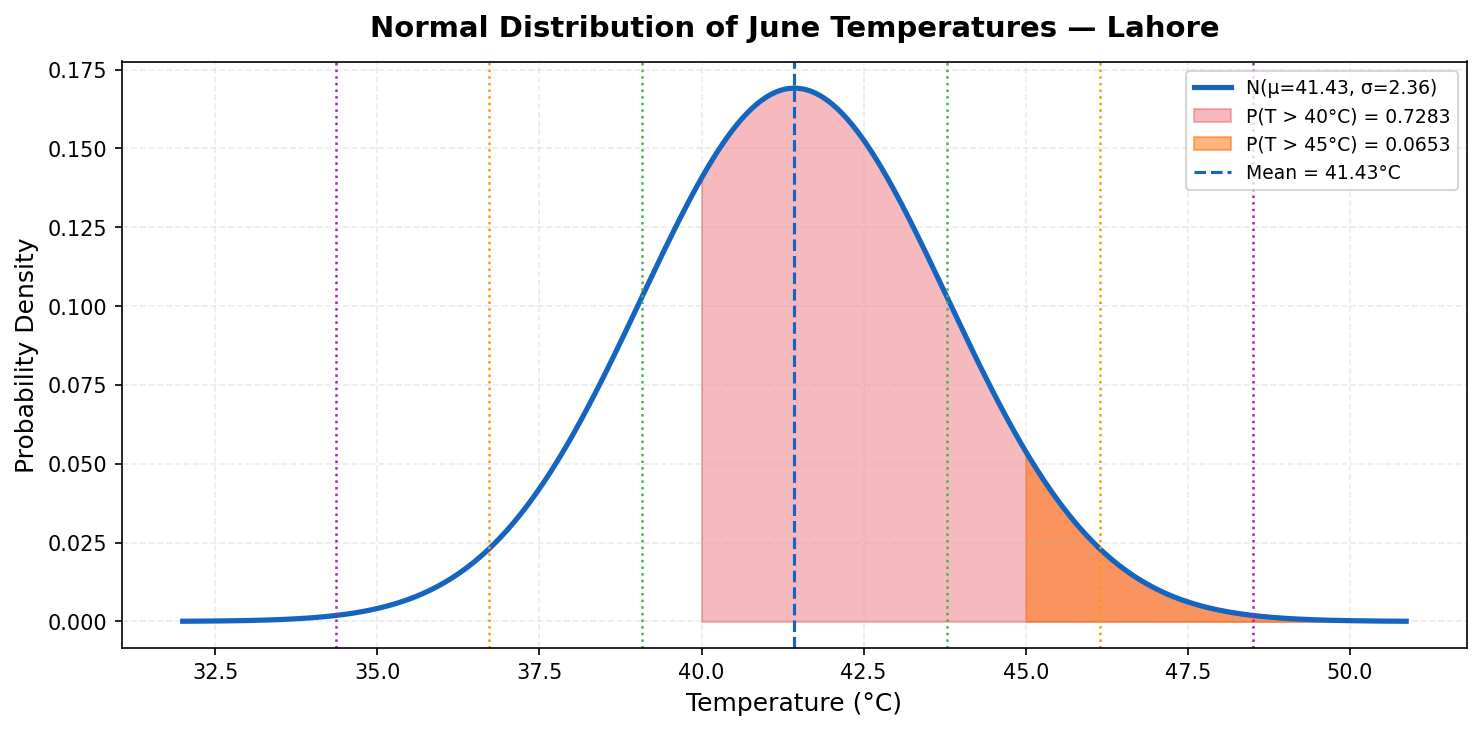 Normal Distribution of June Temperatures — Lahore
N(μ=41.43, σ=2.36)
P(T > 40°C) = 0.7283
P(T > 45°C) = 0.0653
Mean = 41.43°C
Probability Density
0.175
0.150
0.125
0.100
0.075
0.050
0.025
0.000
32.5 35.0 37.5 40.0 42.5 45.0 47.5 50.0
Temperature (°C)